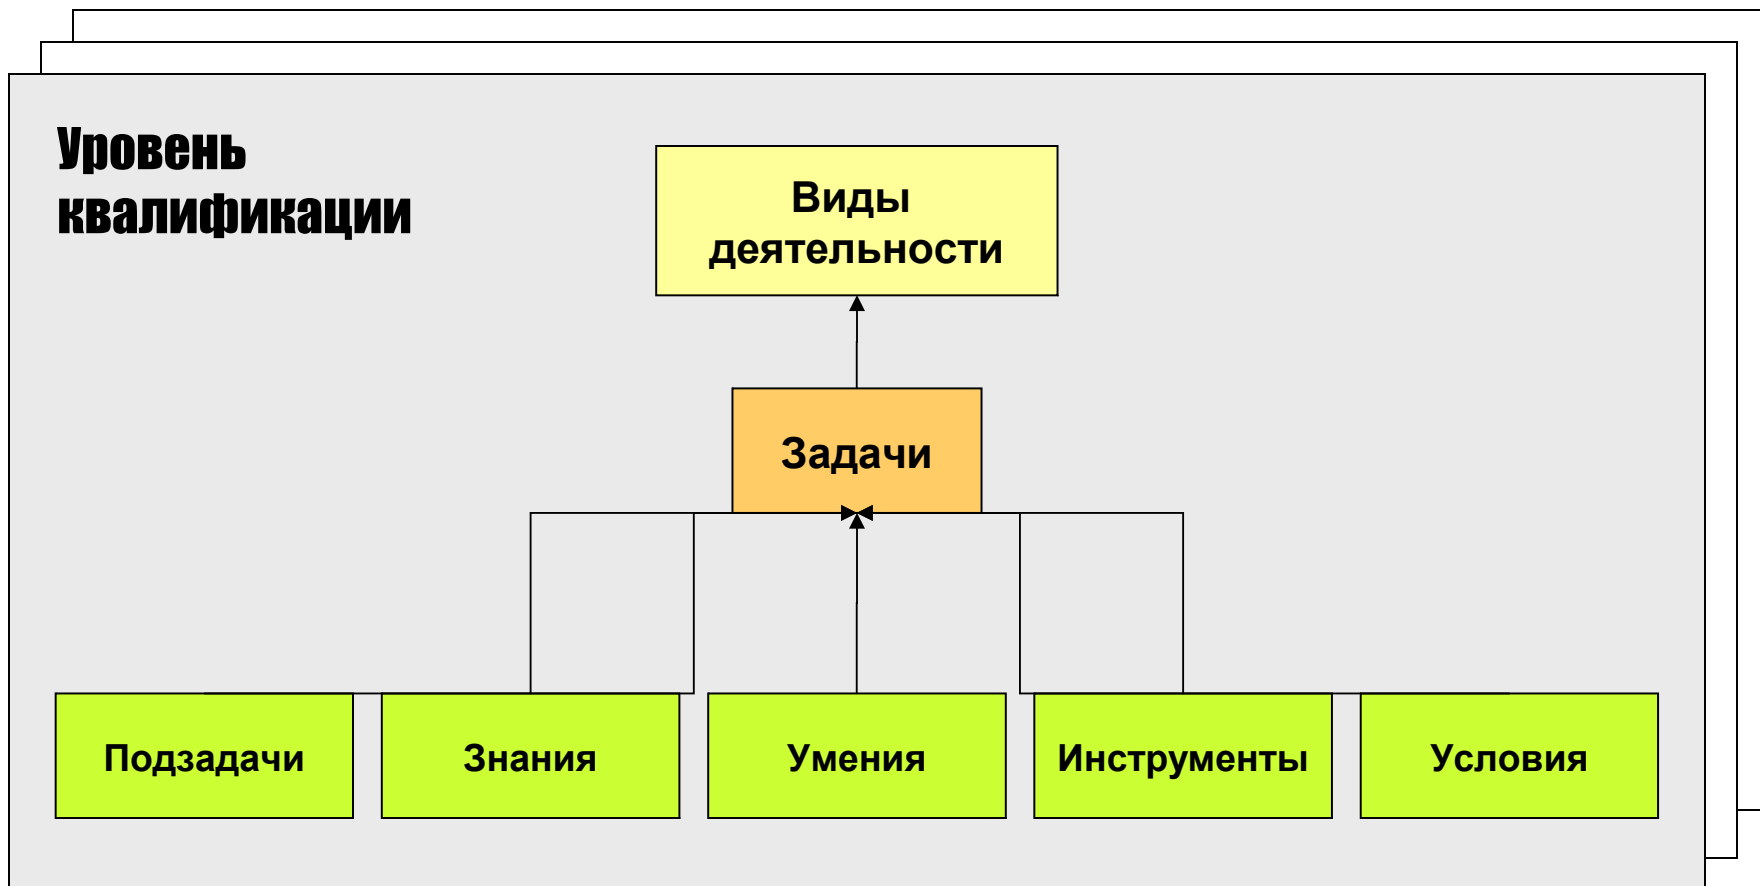 Уровень
квалификации
Виды
деятельности
Задачи
Подзадачи
Знания
Умения
Инструменты
Условия